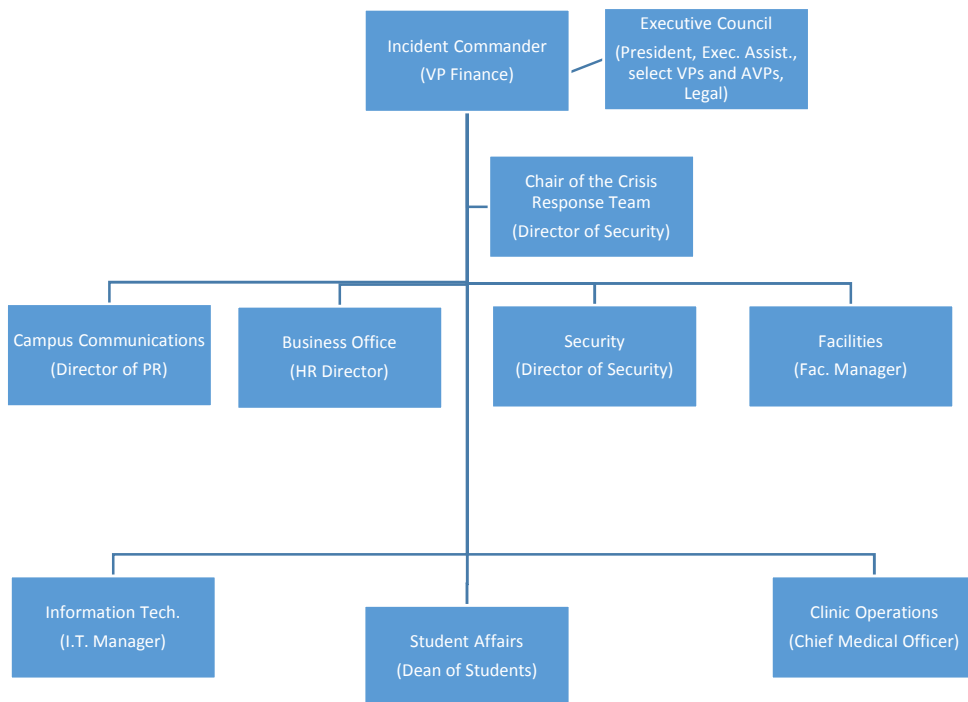 Incident Commander
(VP Finance)
Executive Council
(President, Exec. Assist.,
select VPs and AVPs,
Legal)
Chair of the Crisis
Response Team
(Director of Security)
Campus Communications
(Director of PR)
Business Office
(HR Director)
Security
(Director of Security)
Facilities
(Fac. Manager)
Information Tech.
(I.T. Manager)
Student Affairs
(Dean of Students)
Clinic Operations
(Chief Medical Officer)